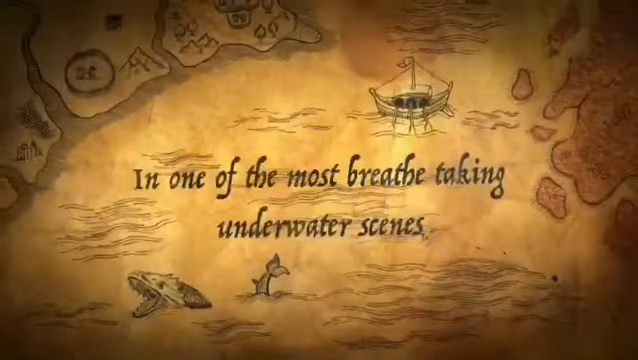 In one of the most breathe taking
underwater scenes